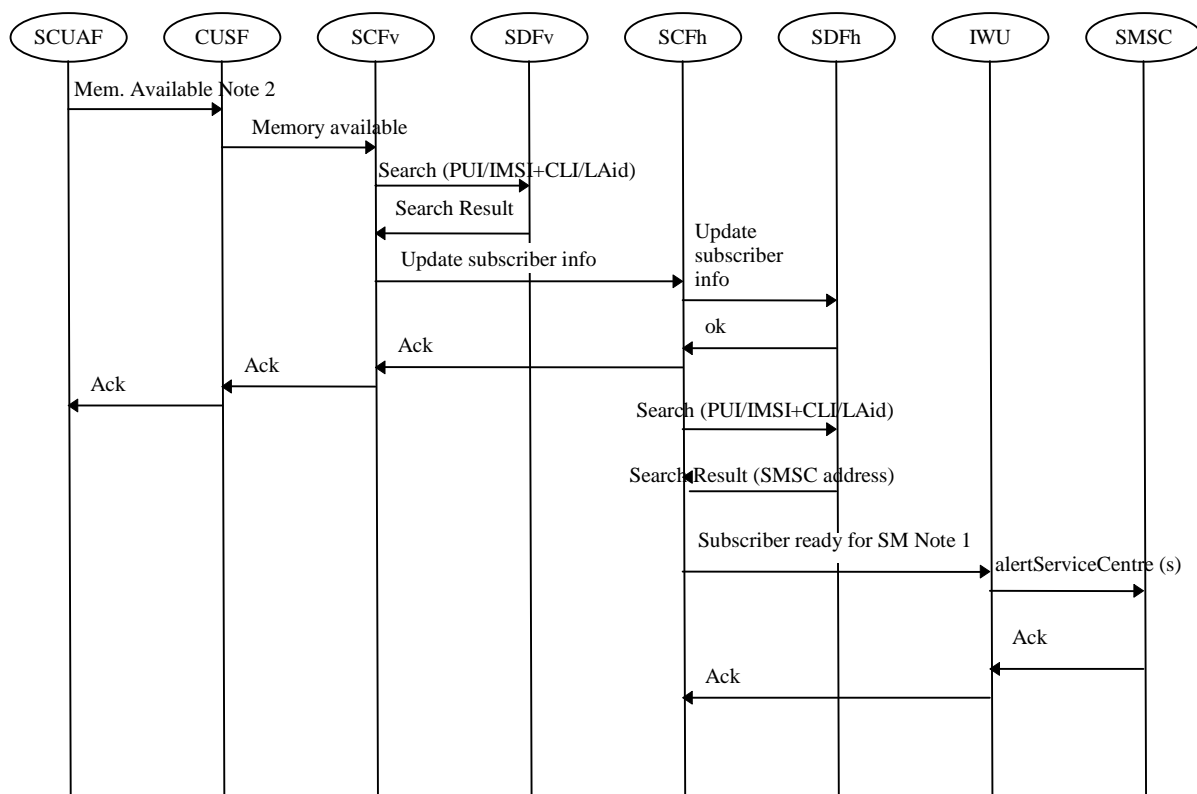 SCUAF CUSF SCFv SDFv SCFh SDFh IWU SMSC
Mem. Available Note 2
Memory available
Search (PUI/IMSI+CLI/LAid)
Search Result
Update
subscriber
info
Update subscriber info
ok
Ack
Ack
Ack
Search (PUI/IMSI+CLI/LAid)
Search Result (SMSC address)
Subscriber ready for SM Note 1
alertServiceCentre (s)
Ack
Ack